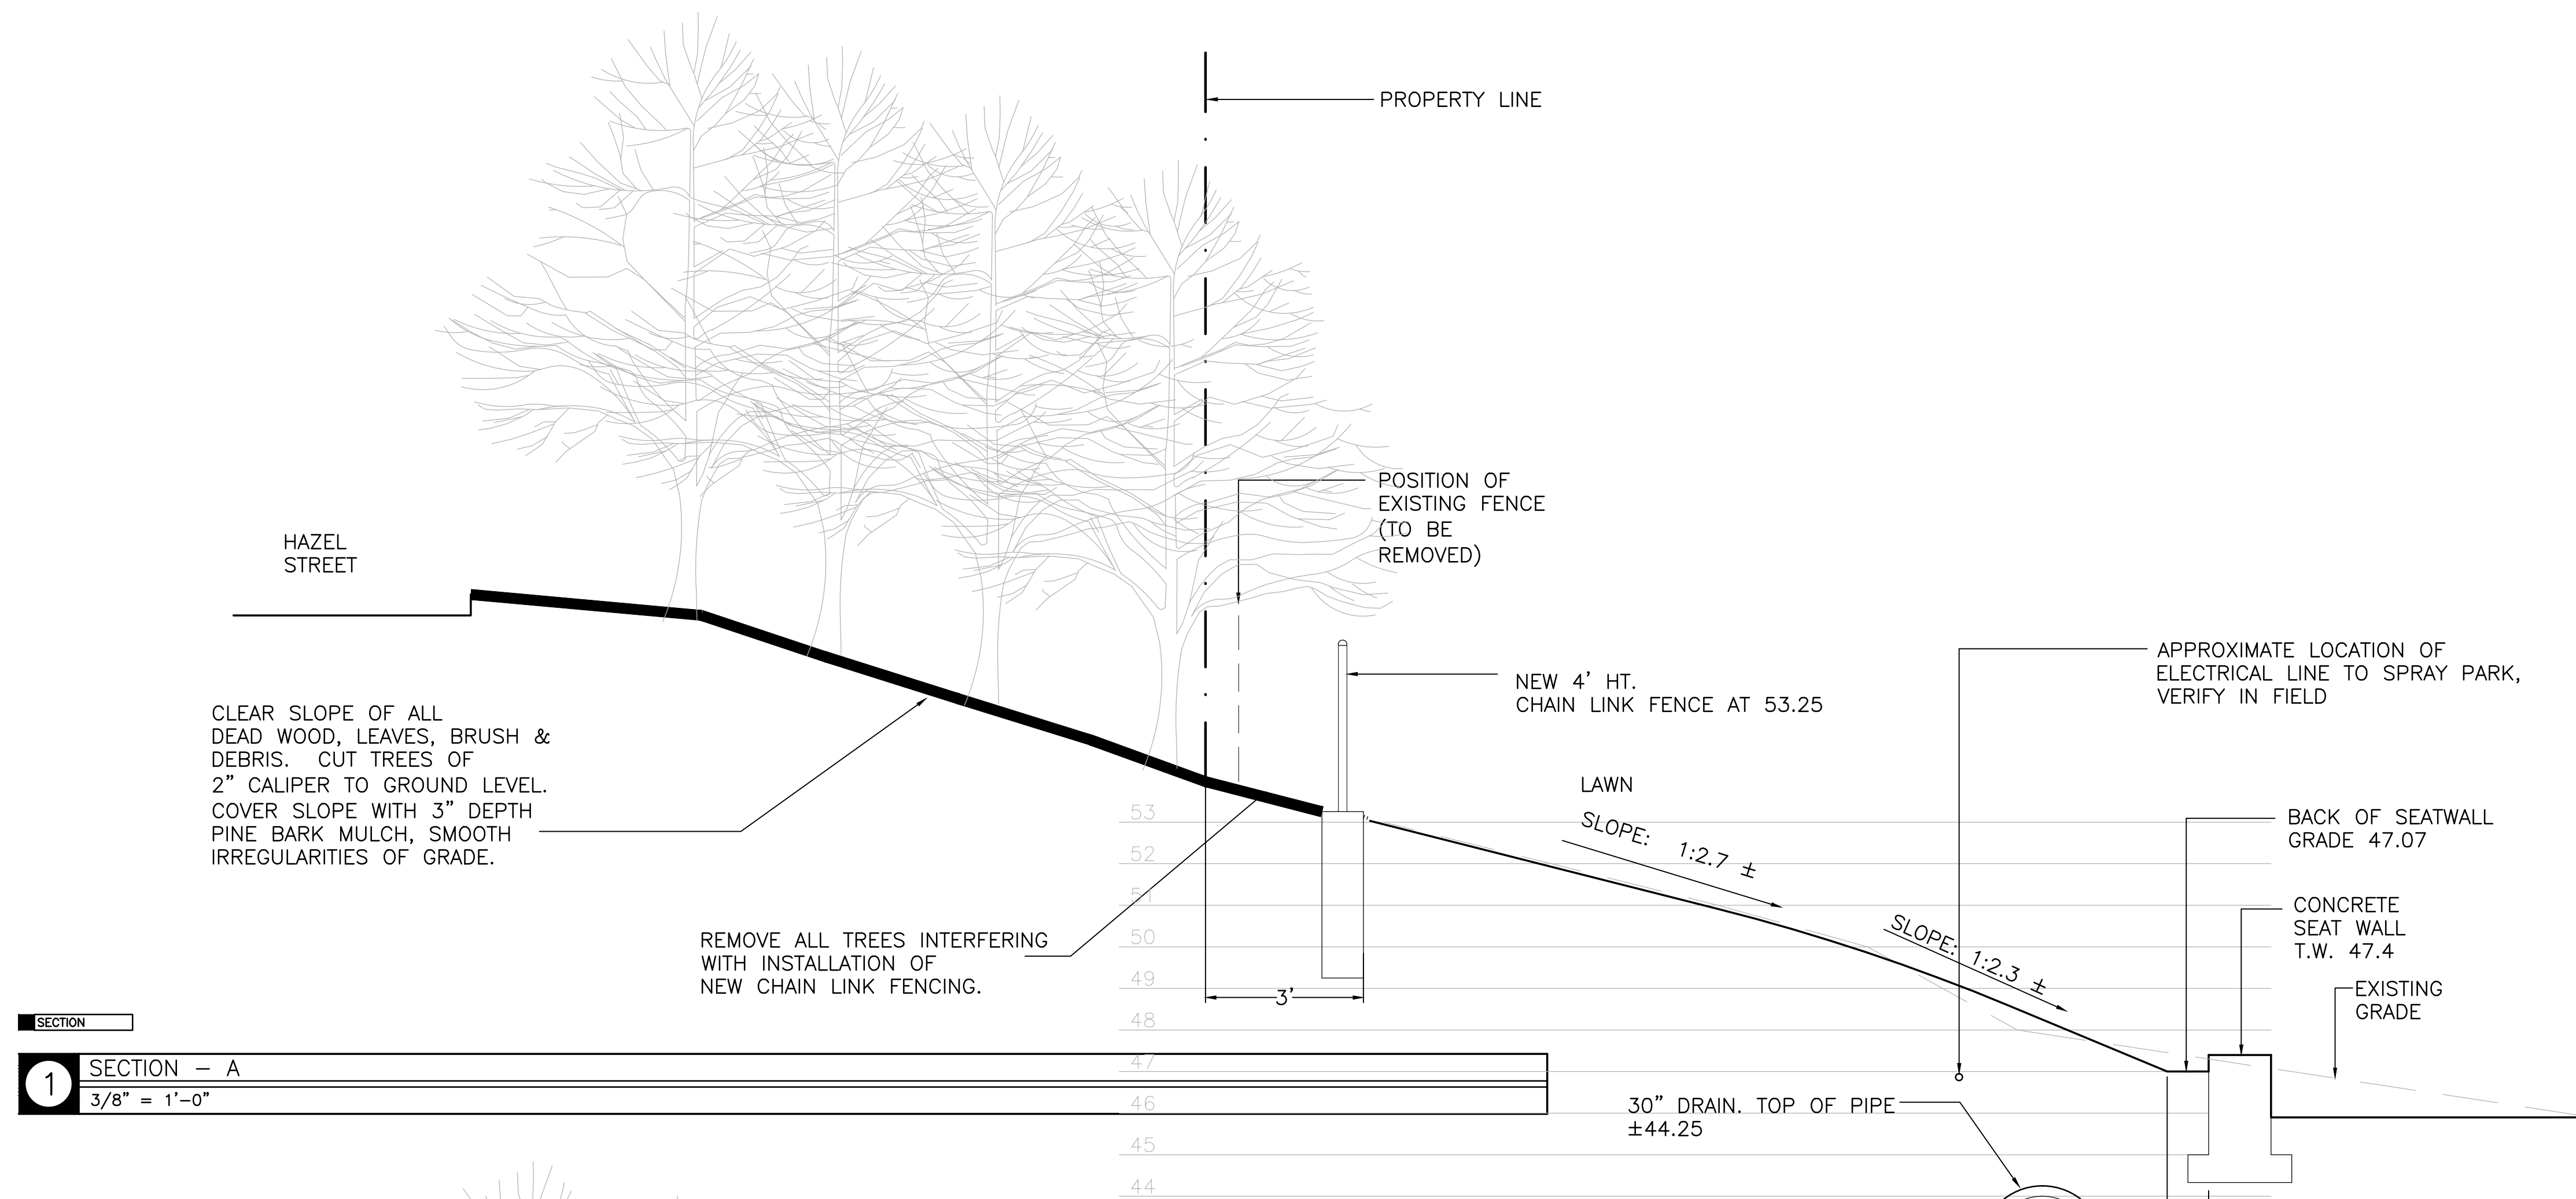 PROPERTY LINE
POSITION OF
EXISTING FENCE
(TO BE
REMOVED)
HAZEL
STREET
NEW 4' HT.
CHAIN LINK FENCE AT 53.25
APPROXIMATE LOCATION OF
ELECTRICAL LINE TO SPRAY PARK,
VERIFY IN FIELD
CLEAR SLOPE OF ALL
DEAD WOOD, LEAVES, BRUSH &
DEBRIS.  CUT TREES OF
2" CALIPER TO GROUND LEVEL.
COVER SLOPE WITH 3" DEPTH
PINE BARK MULCH, SMOOTH
IRREGULARITIES OF GRADE.
LAWN
SLOPE: 1:2.7 ±
BACK OF SEATWALL
GRADE 47.07
CONCRETE
SEAT WALL
T.W. 47.4
SLOPE: 1:2.3 ±
EXISTING
GRADE
REMOVE ALL TREES INTERFERING
WITH INSTALLATION OF
NEW CHAIN LINK FENCING.
53
52
51
50
49
48
47
46
45
44
3'
SECTION
1
SECTION - A
3/8" = 1'-0"
30" DRAIN. TOP OF PIPE
±44.25